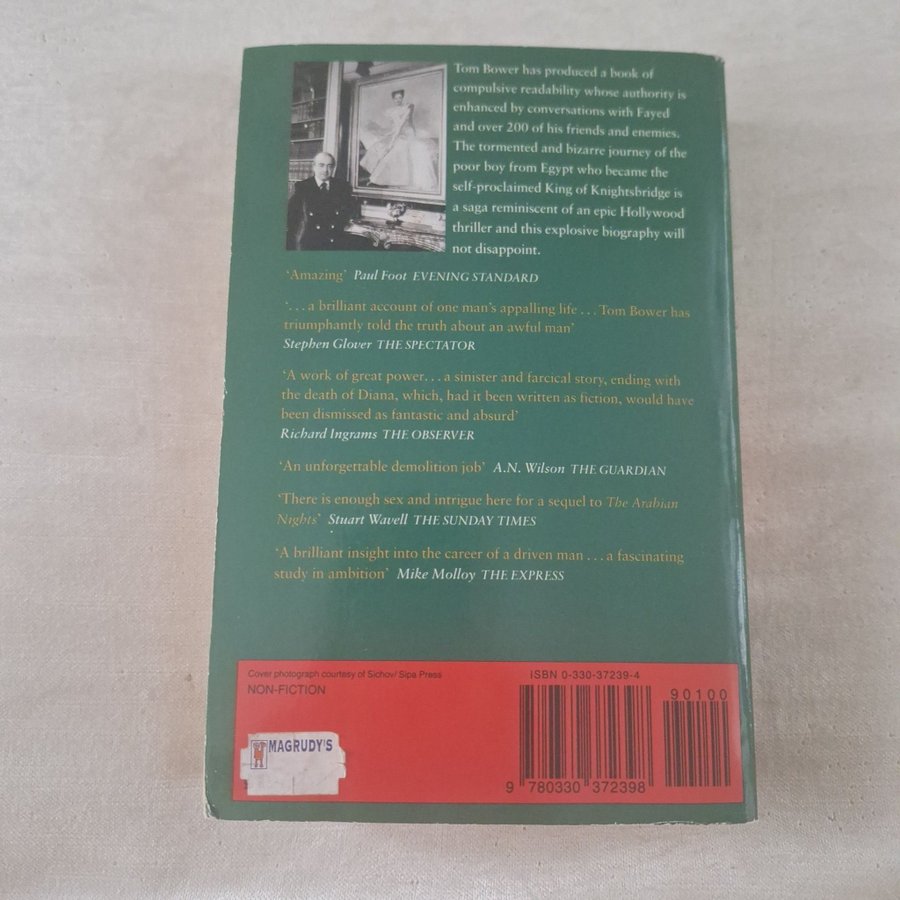 Tom Bower has produced a book of
compulsive readability whose authority is
enhanced by conversations with Fayed
and over 200 of his friends and enemies.
The tormented and bizarre journey of the
poor boy from Egypt who became the
self-proclaimed King of Knightsbridge is
a saga reminiscent of an epic Hollywood
thriller and this explosive biography will
not disappoint.
‘Amazing’ Paul Foot EVENING STANDARD
‘. . . a brilliant account of one man’s appalling life . . . Tom Bower has
triumphantly told the truth about an awful man’
Stephen Glover THE SPECTATOR
‘A work of great power. . . a sinister and farcical story, ending with
the death of Diana, which, had it been written as fiction, would have
been dismissed as fantastic and absurd’
Richard Ingrams THE OBSERVER
‘An unforgettable demolition job’ A.N. Wilson THE GUARDIAN
‘There is enough sex and intrigue here for a sequel to The Arabian
Nights’ Stuart Wavell THE SUNDAY TIMES
‘A brilliant insight into the career of a driven man . . . a fascinating
study in ambition’ Mike Molloy THE EXPRESS
Cover photograph courtesy of Sichov/ Sipa Press
NON-FICTION
MAGRUDY'S
ISBN 0-330-37239-4
90100
9 780330 372398